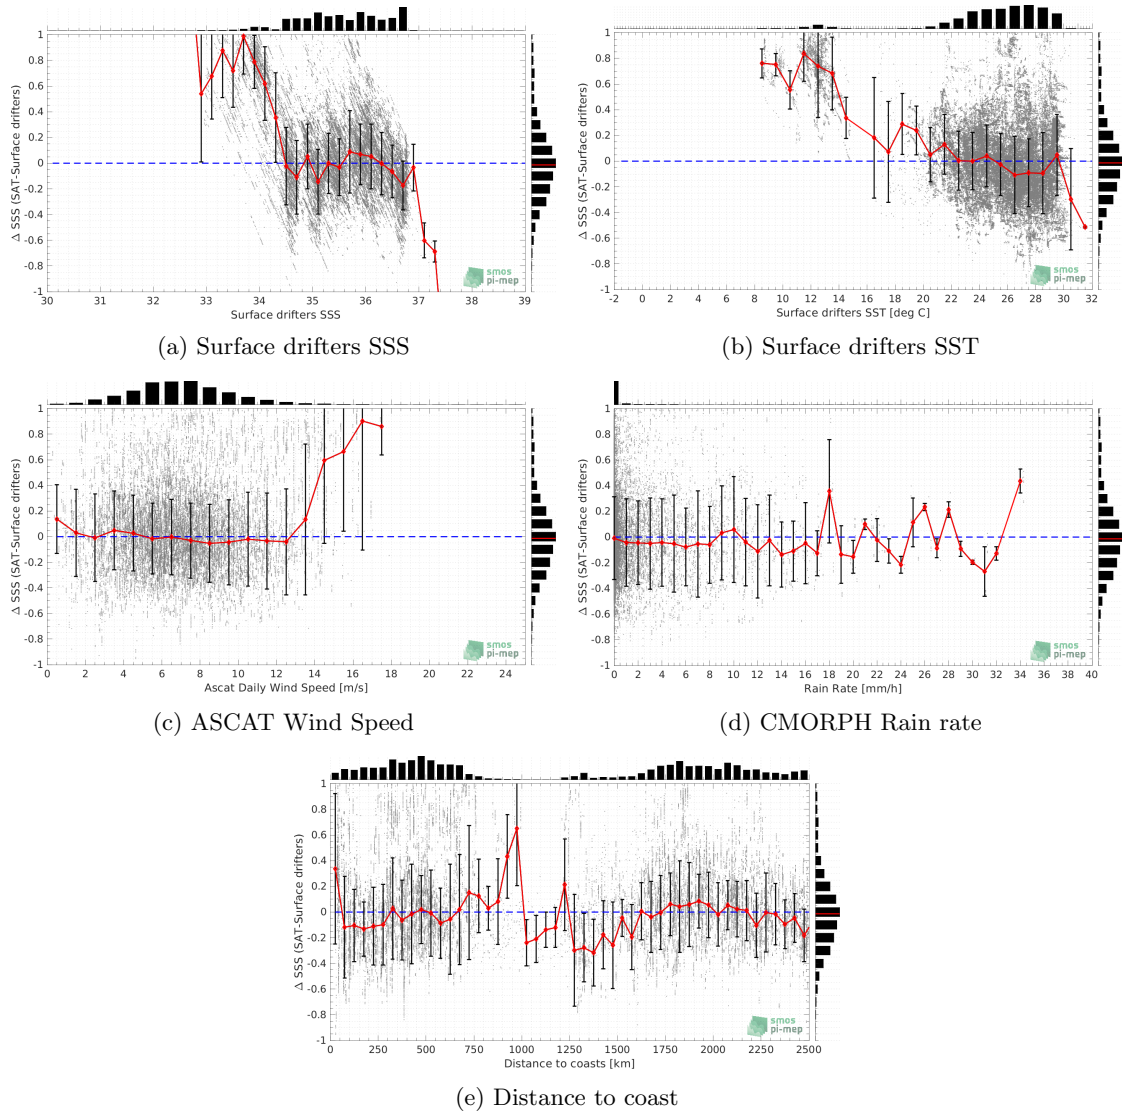 1
0.8
0.6
0.4
0.2
0
-0.2
-0.4
-0.6
-0.8
-1
Δ SSS (SAT-Surface drifters)
30 31 32 33 34 35 36 37 38 39
Surface drifters SSS
smos
pi-mep
(a) Surface drifters SSS
1
0.8
0.6
0.4
0.2
0
-0.2
-0.4
-0.6
-0.8
-1
Δ SSS (SAT-Surface drifters)
-2 0 2 4 6 8 10 12 14 16 18 20 22 24 26 28 30 32
Surface drifters SST [deg C]
smos
pi-mep
(b) Surface drifters SST
1
0.8
0.6
0.4
0.2
0
-0.2
-0.4
-0.6
-0.8
-1
Δ SSS (SAT-Surface drifters)
0 2 4 6 8 10 12 14 16 18 20 22 24
Ascat Daily Wind Speed [m/s]
smos
pi-mep
(c) ASCAT Wind Speed
1
0.8
0.6
0.4
0.2
0
-0.2
-0.4
-0.6
-0.8
-1
Δ SSS (SAT-Surface drifters)
0 2 4 6 8 10 12 14 16 18 20 22 24 26 28 30 32 34 36 38 40
Rain Rate [mm/h]
smos
pi-mep
(d) CMORPH Rain rate
1
0.8
0.6
0.4
0.2
0
-0.2
-0.4
-0.6
-0.8
-1
Δ SSS (SAT-Surface drifters)
0 250 500 750 1000 1250 1500 1750 2000 2250 2500
Distance to coasts [km]
smos
pi-mep
(e) Distance to coast